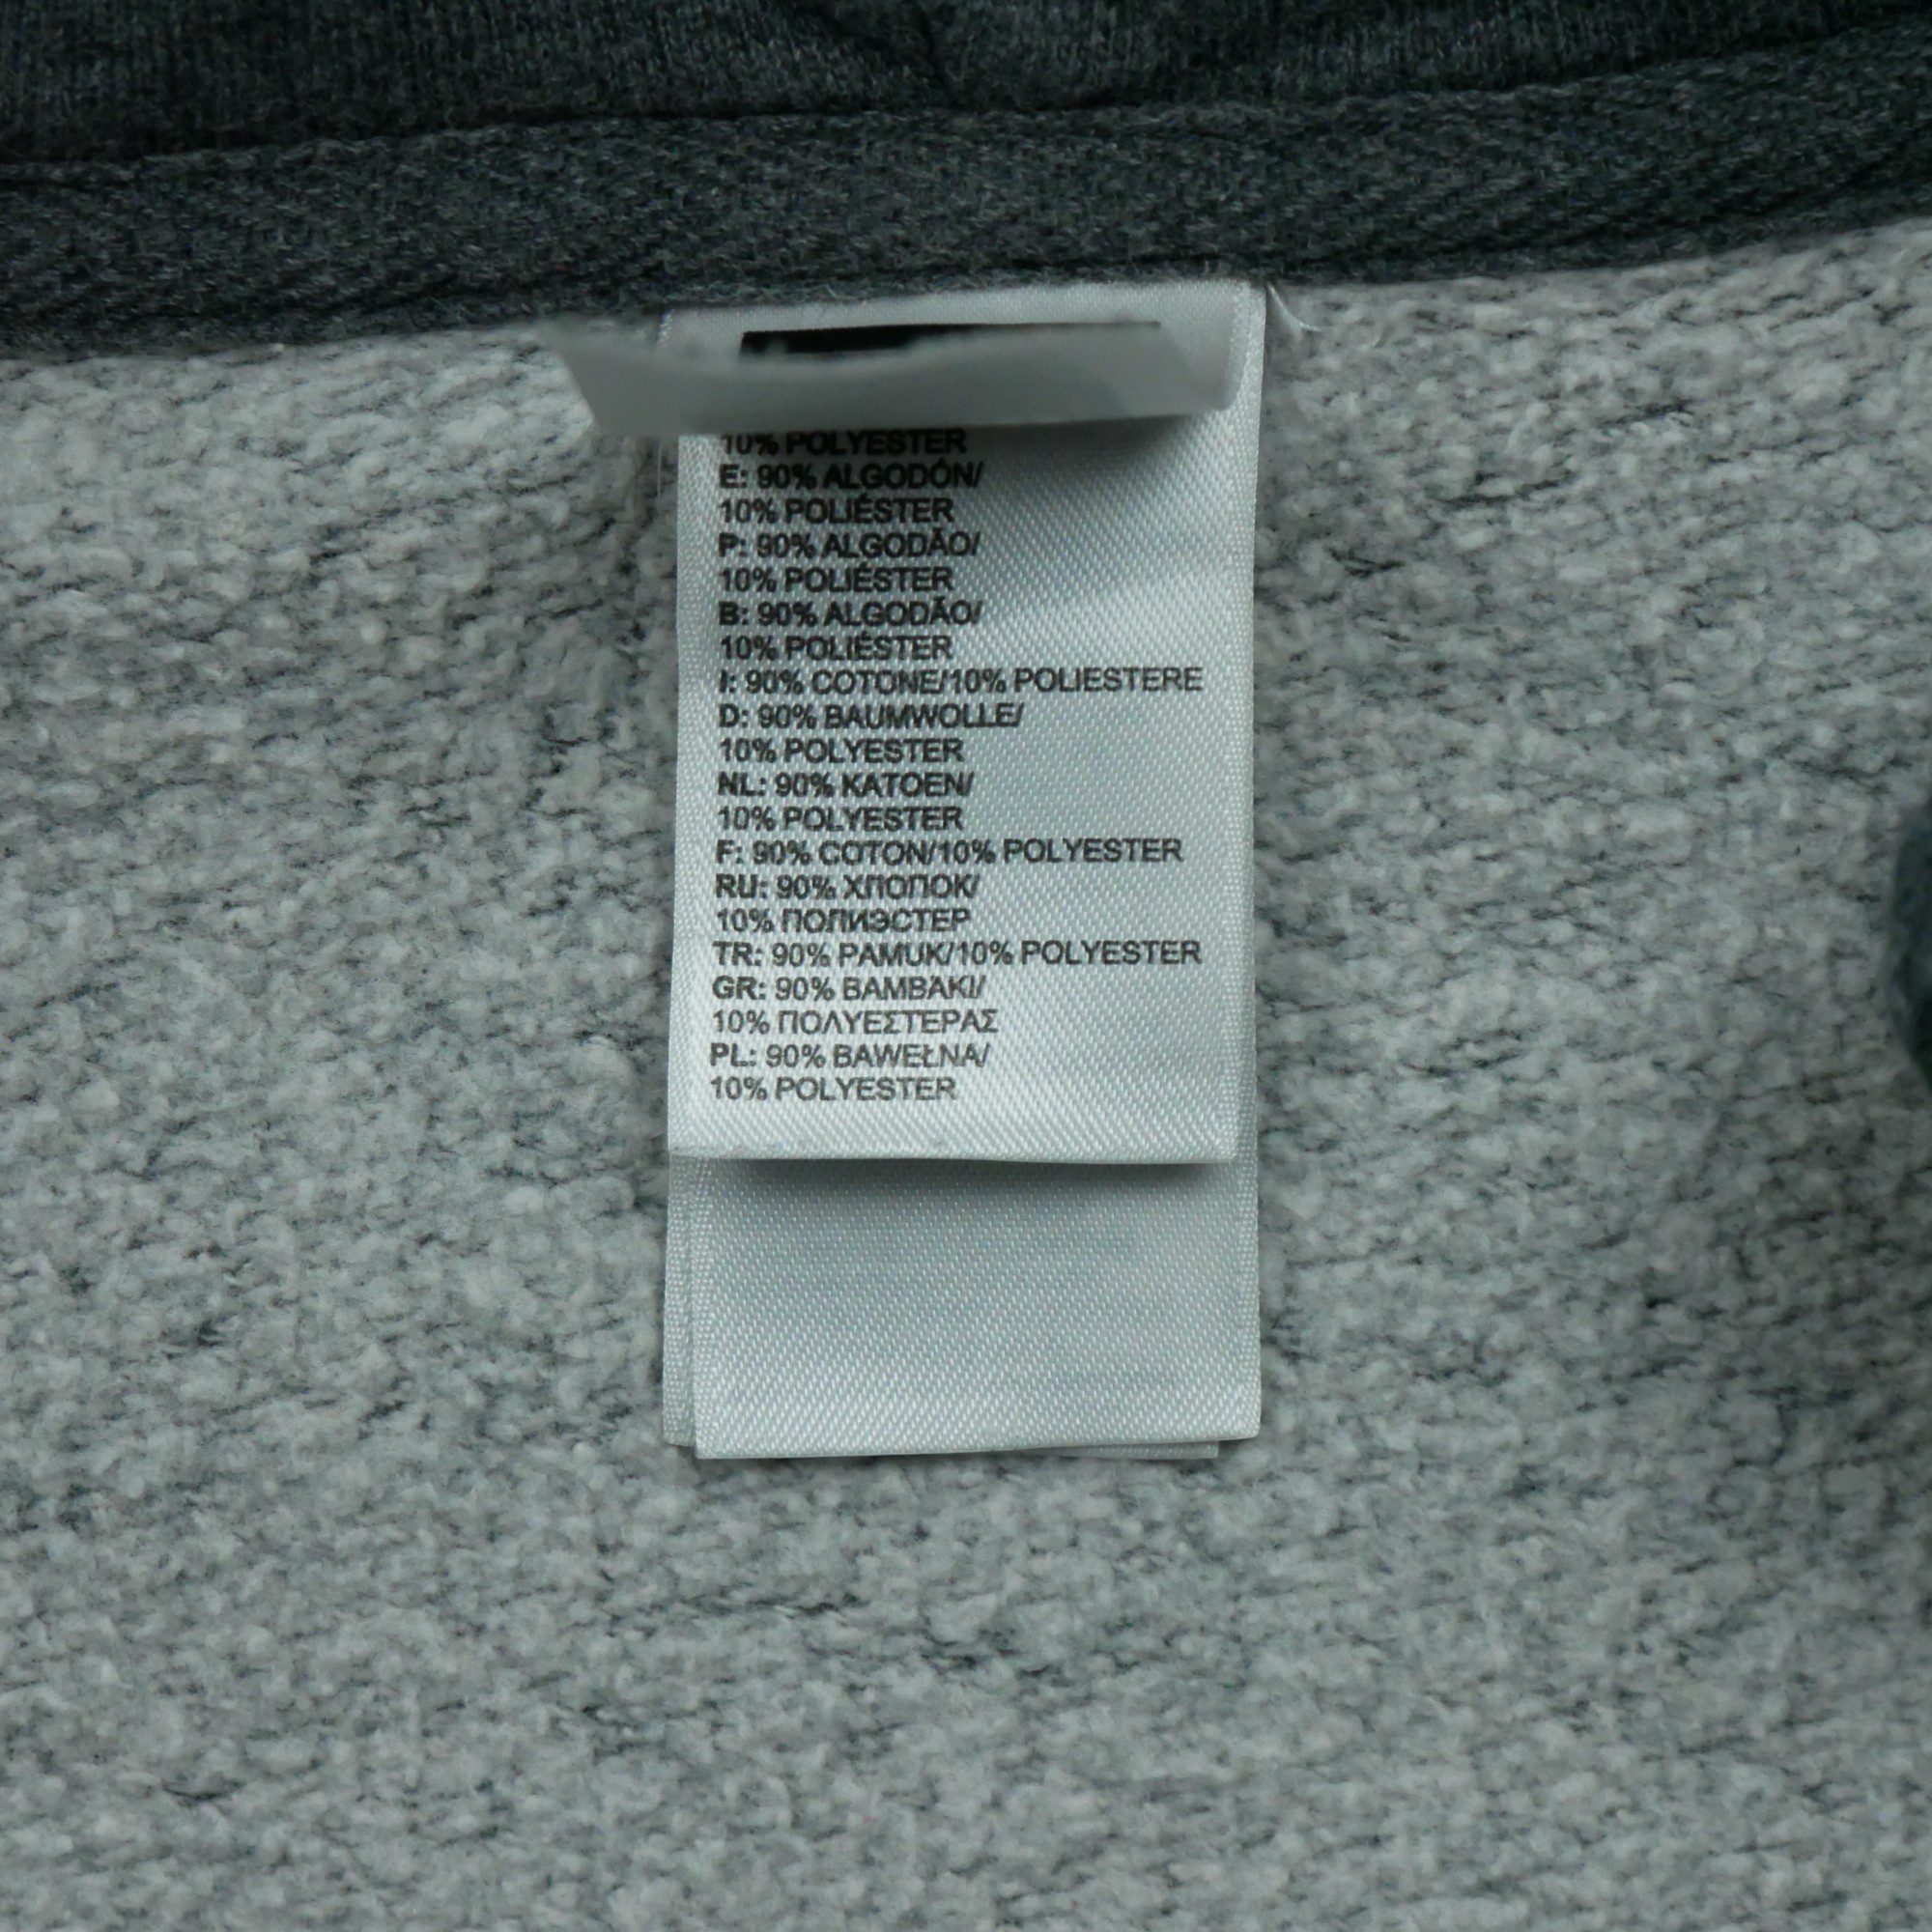 10% POLYESTER
E: 90% ALGODÓN/
10% POLIÉSTER
P: 90% ALGODÃO/
10% POLIÉSTER
B: 90% ALGODÃO/
10% POLIÉSTER
I: 90% COTONE/10% POLIESTERE
D: 90% BAUMWOLLE/
10% POLYESTER
NL: 90% KATOEN/
10% POLYESTER
F: 90% COTON/10% POLYESTER
RU: 90% ХЛОПОК/
10% ПОЛИЭСТЕР
TR: 90% PAMUK/10% POLYESTER
GR: 90% ΒΑΜΒΆΚΙ/
10% ΠΟΛΥΕΣΤΈΡΑΣ
PL: 90% BAWEŁNA/
10% POLYESTER